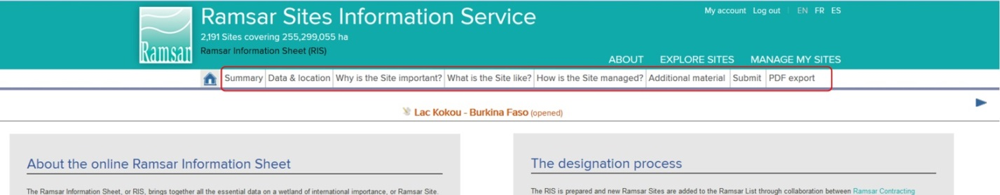 Ramsar
Ramsar Sites Information Service
2,191 Sites covering 255,299,055 ha
Ramsar Information Sheet (RIS)
My account Log out | EN FR ES
ABOUT EXPLORE SITES MANAGE MY SITES
Summary Data & location Why is the Site important? What is the Site like? How is the Site managed? Additional material Submit PDF export
Lac Kokou - Burkina Faso (opened)
About the online Ramsar Information Sheet
The Ramsar Information Sheet, or RIS, brings together all the essential data on a wetland of international importance, or Ramsar Site.
The designation process
The RIS is prepared and new Ramsar Sites are added to the Ramsar List through collaboration between Ramsar Contracting